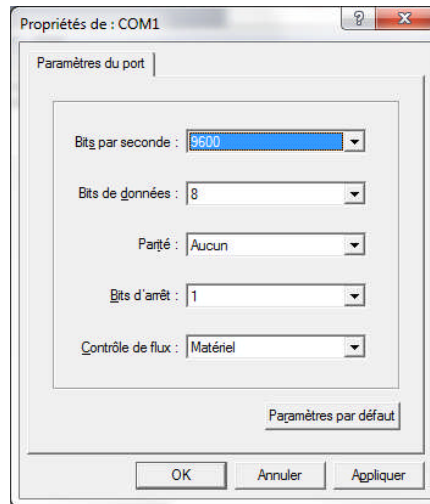 Propriétés de : COM1
Paramètres du port
Bits par seconde : 9600
Bits de données : 8
Parité : Aucun
Bits d'arrêt : 1
Contrôle de flux : Matériel
Paramètres par défaut
OK Annuler Appliquer